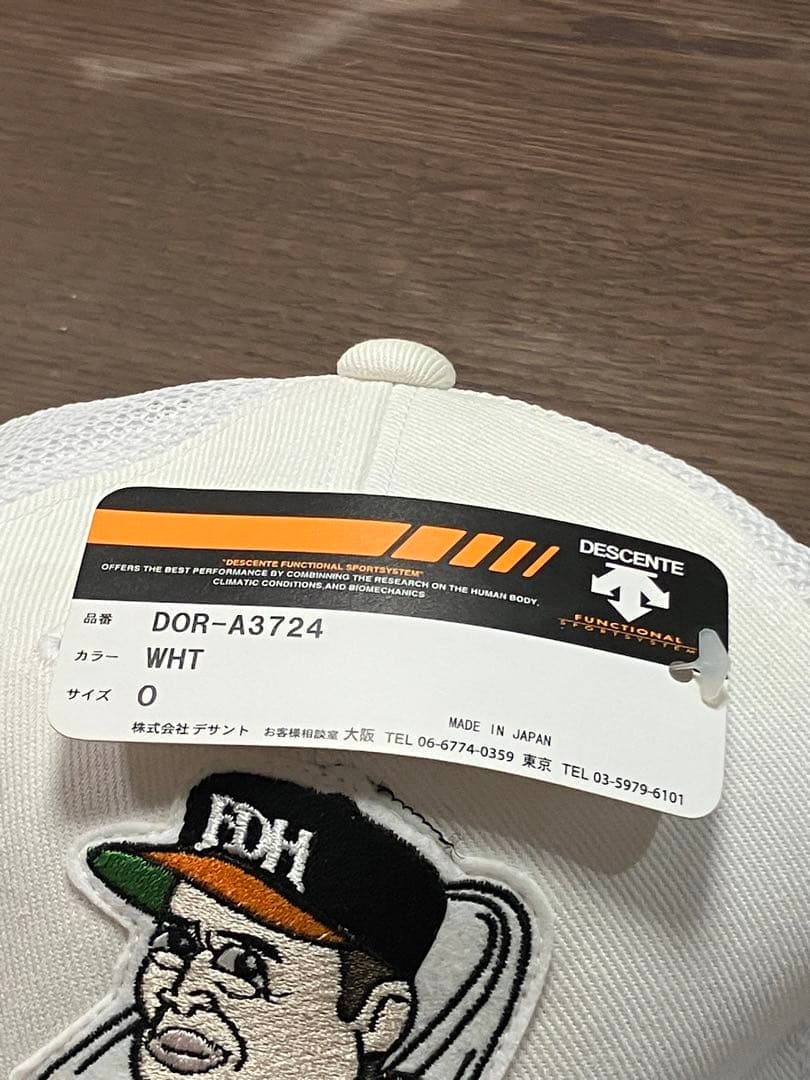 DESCENTE
"DESCENTE FUNCTIONAL SPORTSYSTEM"
OFFERS THE BEST PERFORMANCE BY COMBINNING THE RESEARCH ON THE HUMAN BODY,
CLIMATIC CONDITIONS,AND BIOMECHANICS
FUNCTIONAL
SPORTSYSTEM
品番 DOR-A3724
カラー WHT
サイズ O
MADE IN JAPAN
株式会社 デサント お客様相談室 大阪 TEL 06-6774-0359 東京 TEL 03-5979-6101
FDH